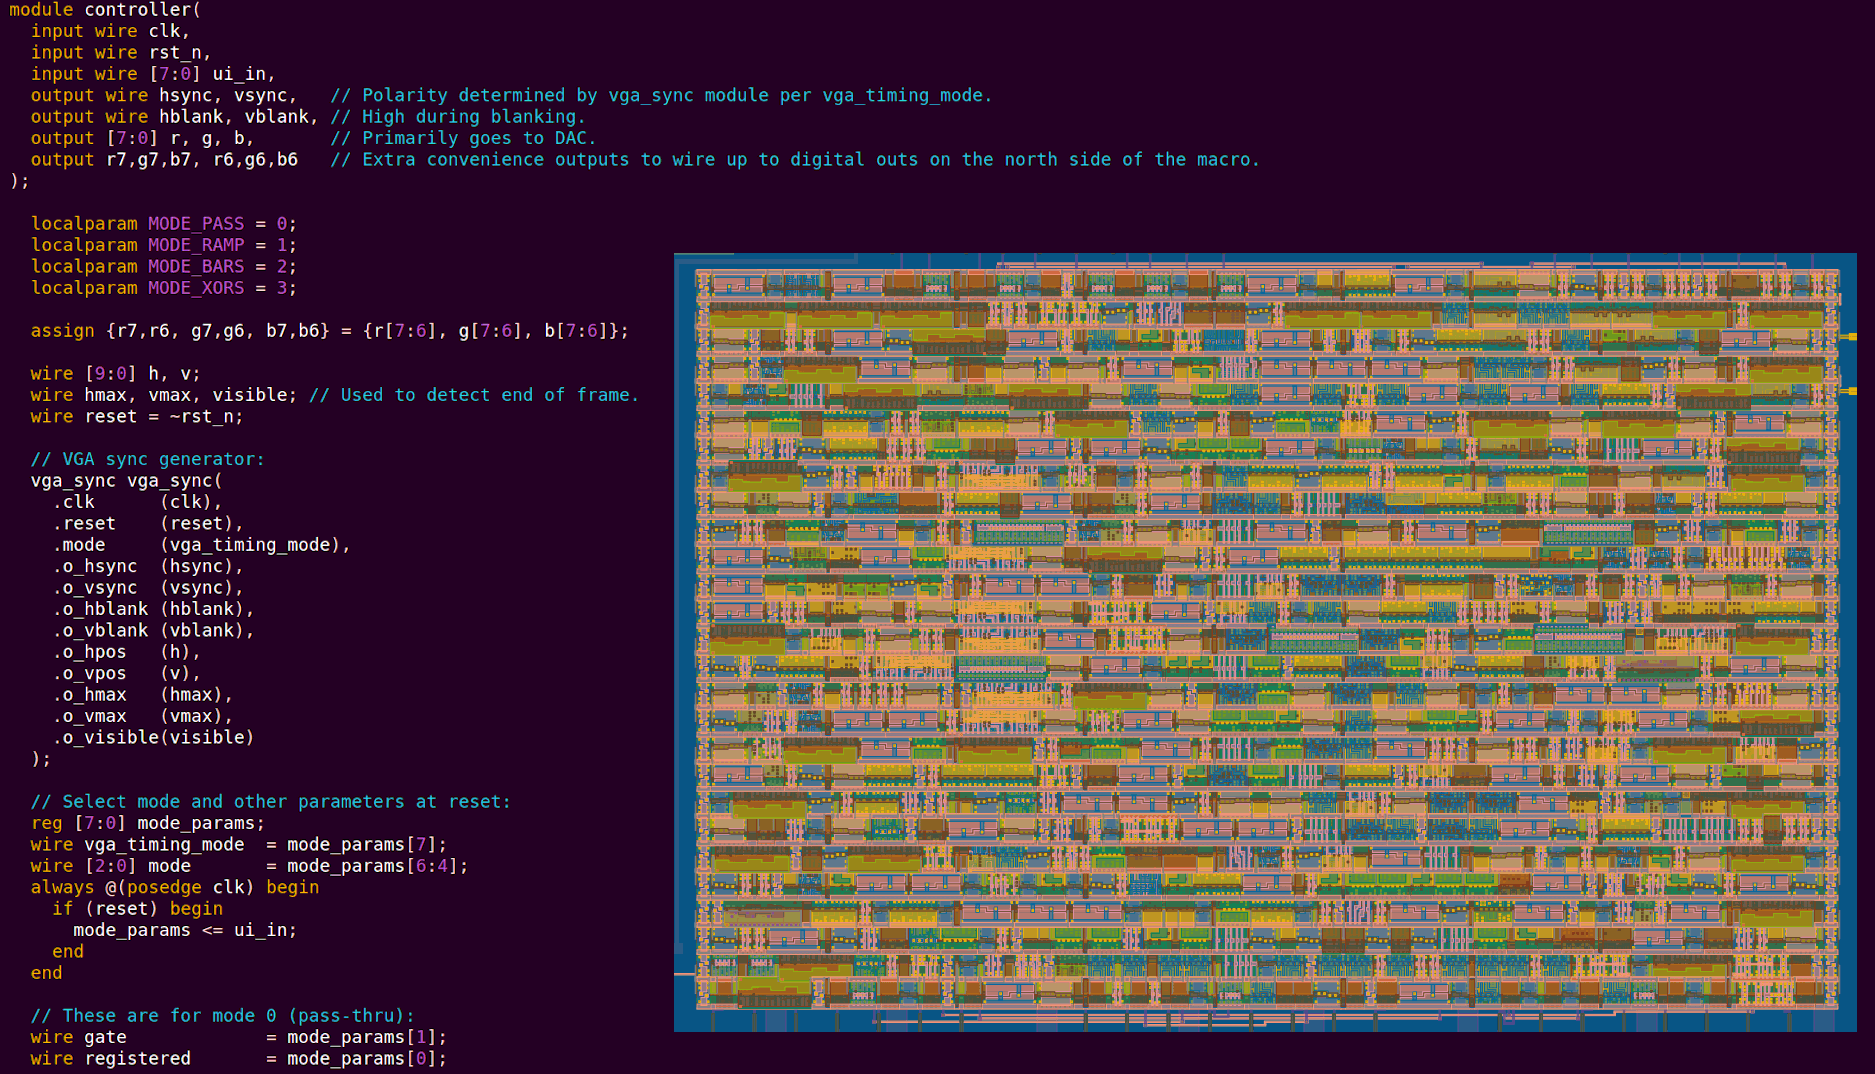 module controller(
  input wire clk,
  input wire rst_n,
  input wire [7:0] ui_in,
  output wire hsync, vsync,   // Polarity determined by vga_sync module per vga_timing_mode.
  output wire hblank, vblank, // High during blanking.
  output [7:0] r, g, b,       // Primarily goes to DAC.
  output r7,g7,b7, r6,g6,b6   // Extra convenience outputs to wire up to digital outs on the north side of the macro.
);
  localparam MODE_PASS = 0;
  localparam MODE_RAMP = 1;
  localparam MODE_BARS = 2;
  localparam MODE_XORS = 3;
  assign {r7,r6, g7,g6, b7,b6} = {r[7:6], g[7:6], b[7:6]};
  wire [9:0] h, v;
  wire hmax, vmax, visible; // Used to detect end of frame.
  wire reset = ~rst_n;
  // VGA sync generator:
  vga_sync vga_sync(
    .clk      (clk),
    .reset    (reset),
    .mode     (vga_timing_mode),
    .o_hsync  (hsync),
    .o_vsync  (vsync),
    .o_hblank (hblank),
    .o_vblank (vblank),
    .o_hpos   (h),
    .o_vpos   (v),
    .o_hmax   (hmax),
    .o_vmax   (vmax),
    .o_visible(visible)
  );
  // Select mode and other parameters at reset:
  reg [7:0] mode_params;
  wire vga_timing_mode  = mode_params[7];
  wire [2:0] mode       = mode_params[6:4];
  always @(posedge clk) begin
    if (reset) begin
      mode_params <= ui_in;
    end
  end
  // These are for mode 0 (pass-thru):
  wire gate             = mode_params[1];
  wire registered       = mode_params[0];